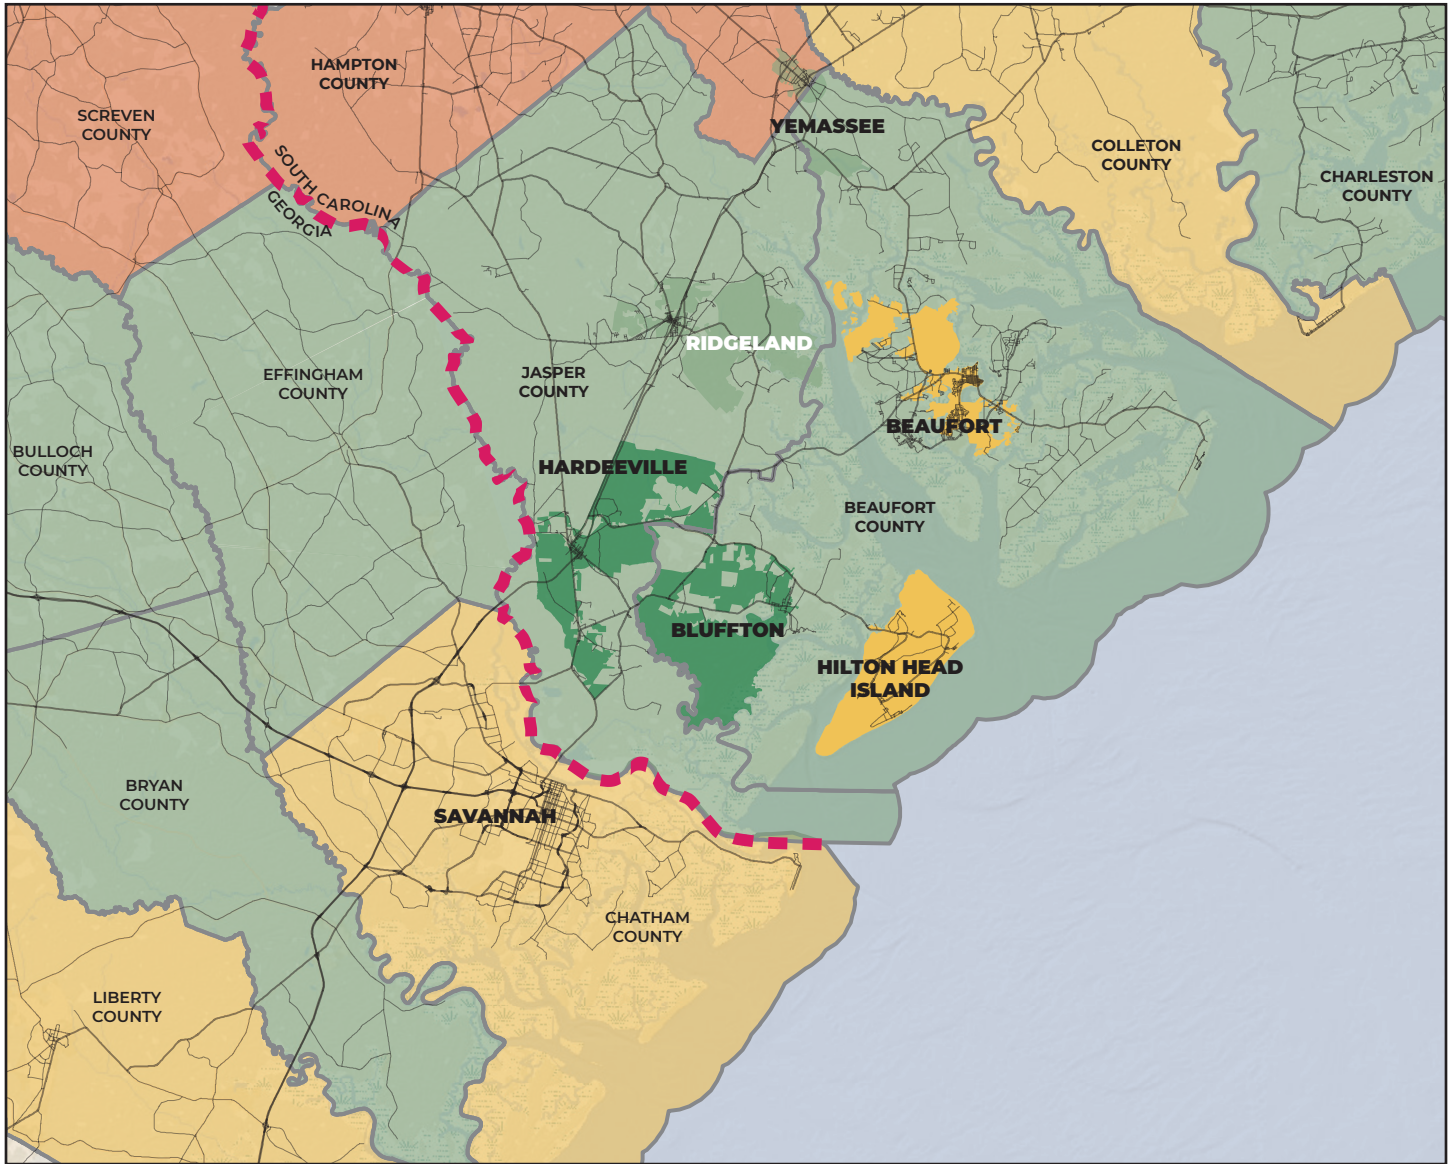 HAMPTON
COUNTY
SCREVEN
COUNTY
YEMASSEE
COLLETON
COUNTY
CHARLESTON
COUNTY
SOUTH CAROLINA
GEORGIA
RIDGELAND
EFFINGHAM
COUNTY
JASPER
COUNTY
BEAUFORT
BULLOCH
COUNTY
HARDEEVILLE
BEAUFORT
COUNTY
BLUFFTON
HILTON HEAD
ISLAND
BRYAN
COUNTY
SAVANNAH
CHATHAM
COUNTY
LIBERTY
COUNTY